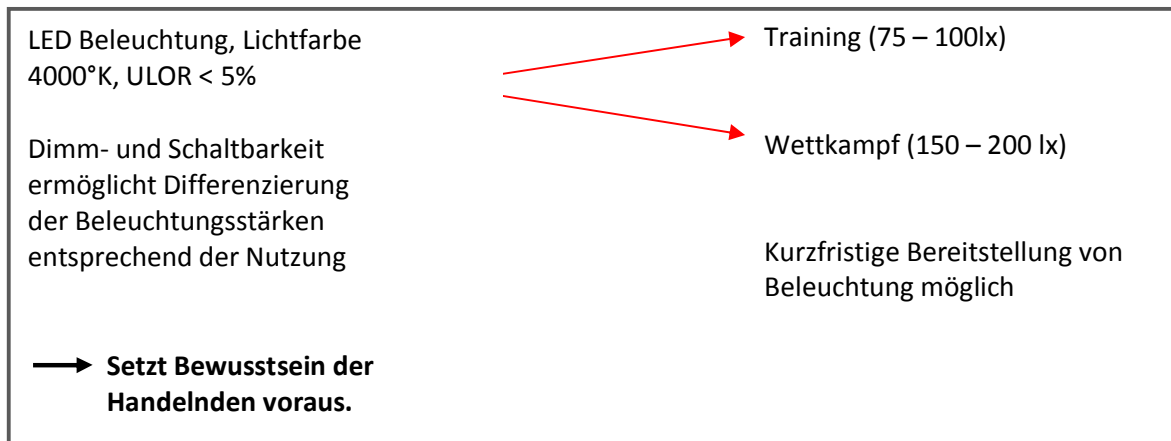 LED Beleuchtung, Lichtfarbe
4000°K, ULOR < 5%
Dimm- und Schaltbarkeit
ermöglicht Differenzierung
der Beleuchtungsstärken
entsprechend der Nutzung
Setzt Bewusstsein der
Handelnden voraus.
Training (75 – 100lx)
Wettkampf (150 – 200 lx)
Kurzfristige Bereitstellung von
Beleuchtung möglich